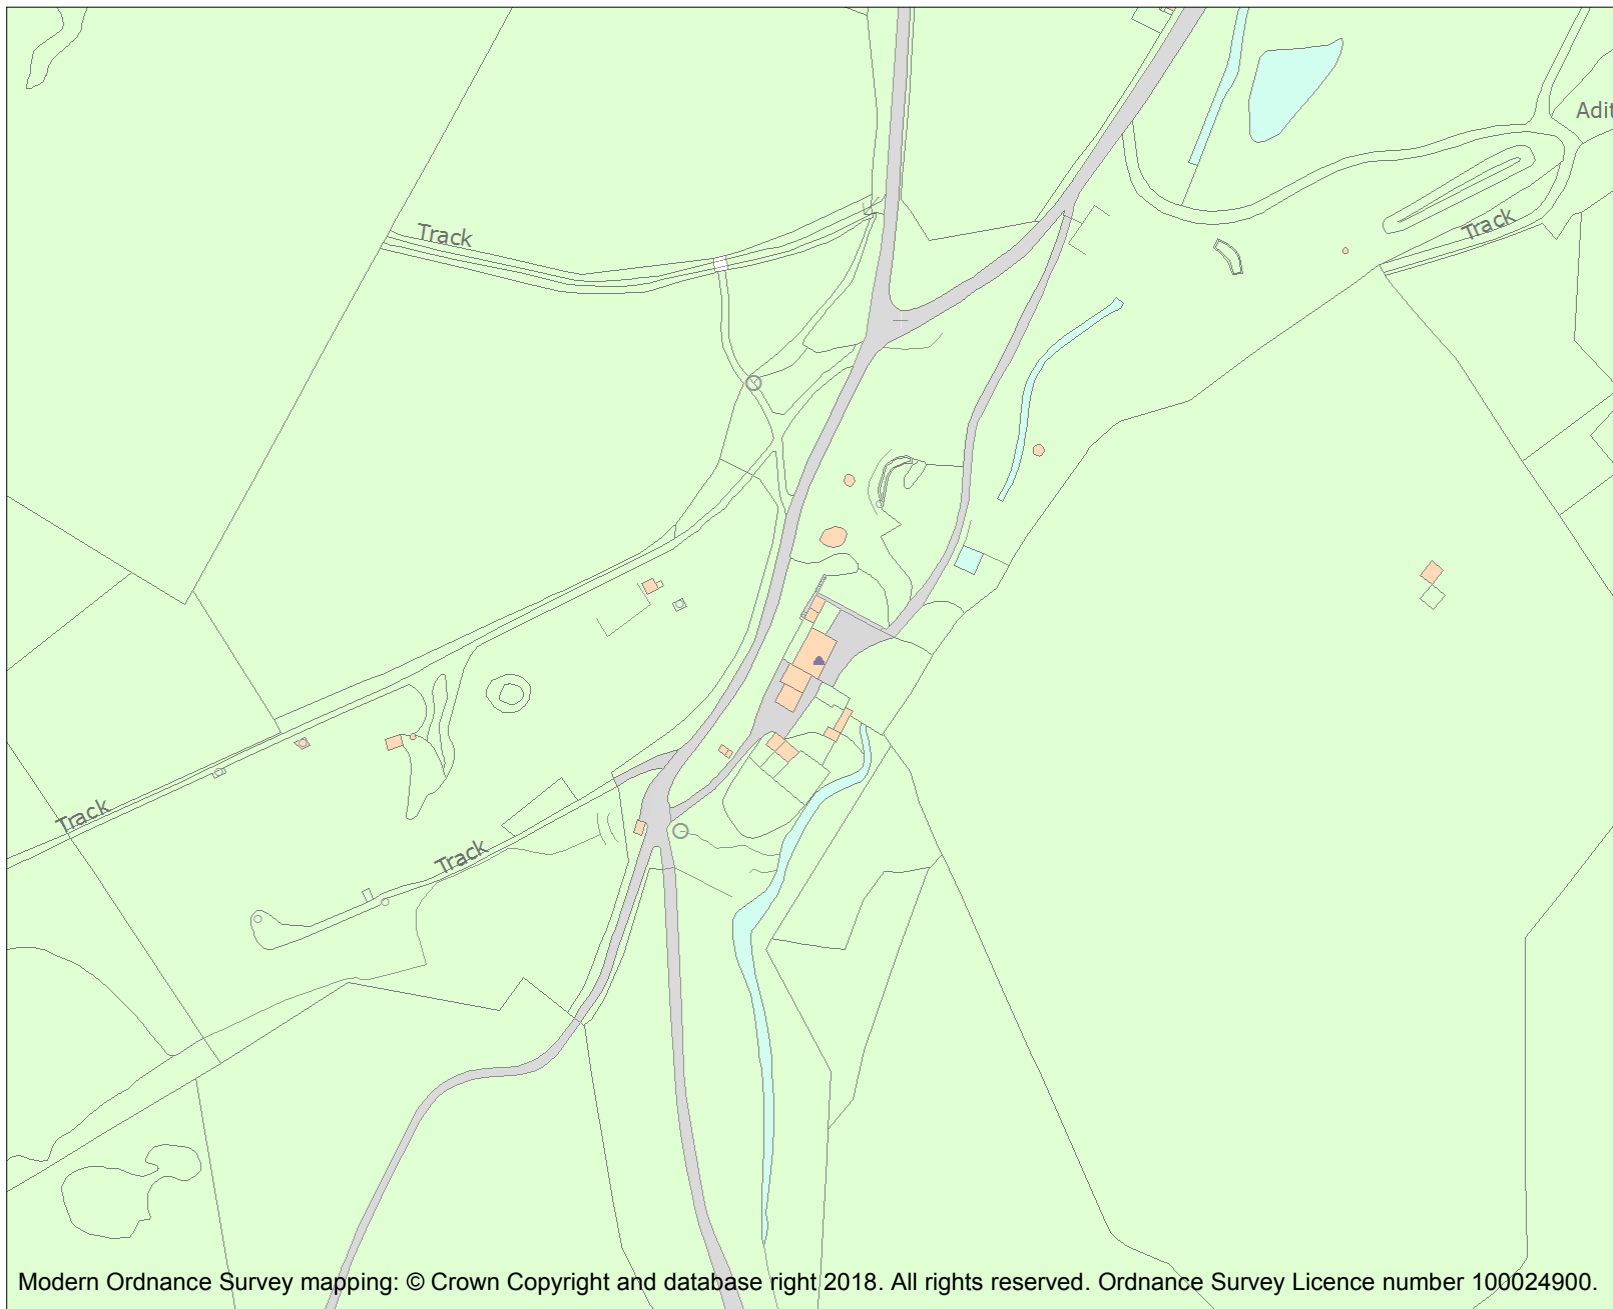 Adit
Track
Track
Track
Track
Modern Ordnance Survey mapping: © Crown Copyright and database right 2018. All rights reserved. Ordnance Survey Licence number 100024900.